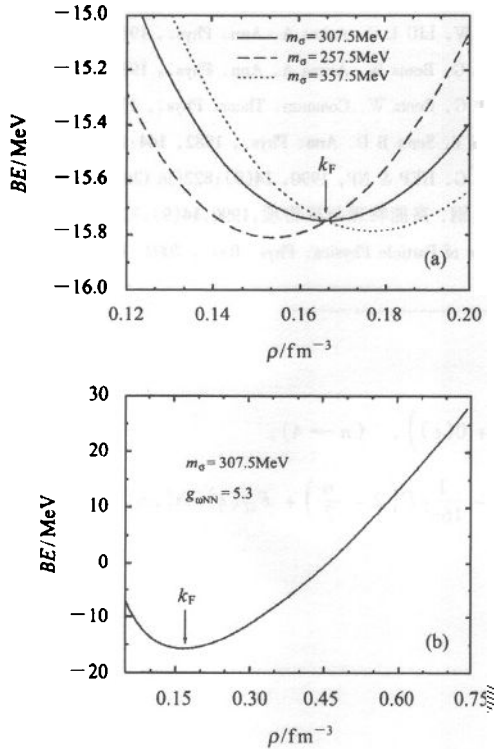 −15.0
−15.2
−15.4
−15.6
−15.8
−16.0
BE/MeV
m_σ=307.5MeV
m_σ=257.5MeV
m_σ=357.5MeV
k_F
(a)
0.12 0.14 0.16 0.18 0.20
ρ/fm⁻³
30
20
10
0
−10
−20
BE/MeV
m_σ=307.5MeV
g_ωNN=5.3
k_F
(b)
0.15 0.30 0.45 0.60 0.75
ρ/fm⁻³